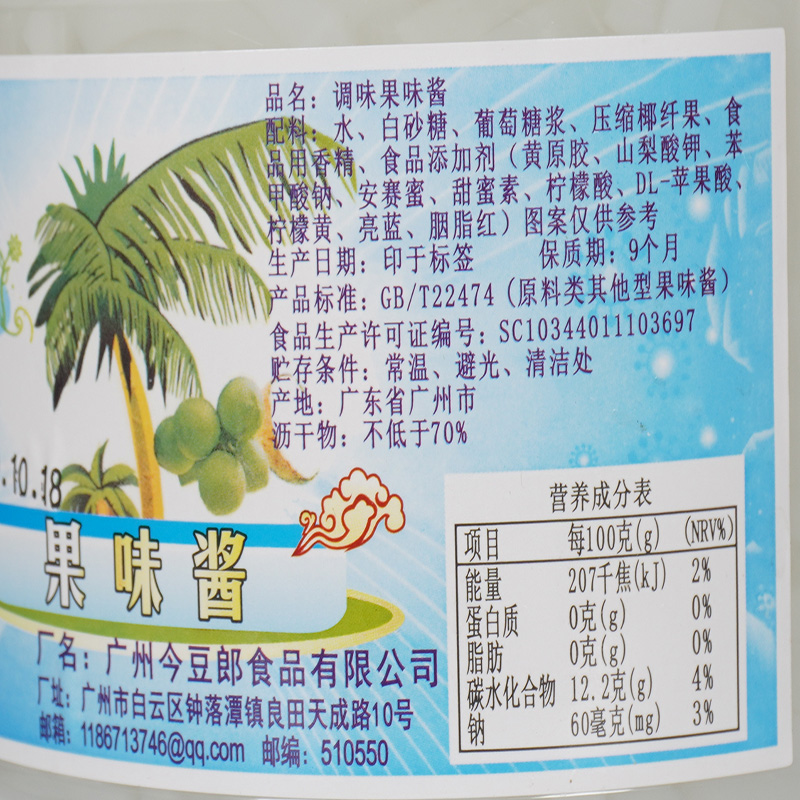 品名：调味果味酱
配料：水、白砂糖、葡萄糖浆、压缩椰纤果、食
品用香精、食品添加剂（黄原胶、山梨酸钾、苯
甲酸钠、安赛蜜、甜蜜素、柠檬酸、DL-苹果酸、
柠檬黄、亮蓝、胭脂红）图案仅供参考
生产日期：印于标签 保质期：9个月
产品标准：GB/T22474（原料类其他型果味酱）
食品生产许可证编号：SC10344011103697
贮存条件：常温、避光、清洁处
产地：广东省广州市
沥干物：不低于70%
.10.18
果味酱
厂名：广州今豆郎食品有限公司
厂址：广州市白云区钟落潭镇良田天成路10号
邮箱：1186713746@qq.com 邮编：510550
营养成分表
项目 每100克(g) (NRV%)
能量 207千焦(kJ) 2%
蛋白质 0克(g) 0%
脂肪 0克(g) 0%
碳水化合物 12.2克(g) 4%
钠 60毫克(mg) 3%